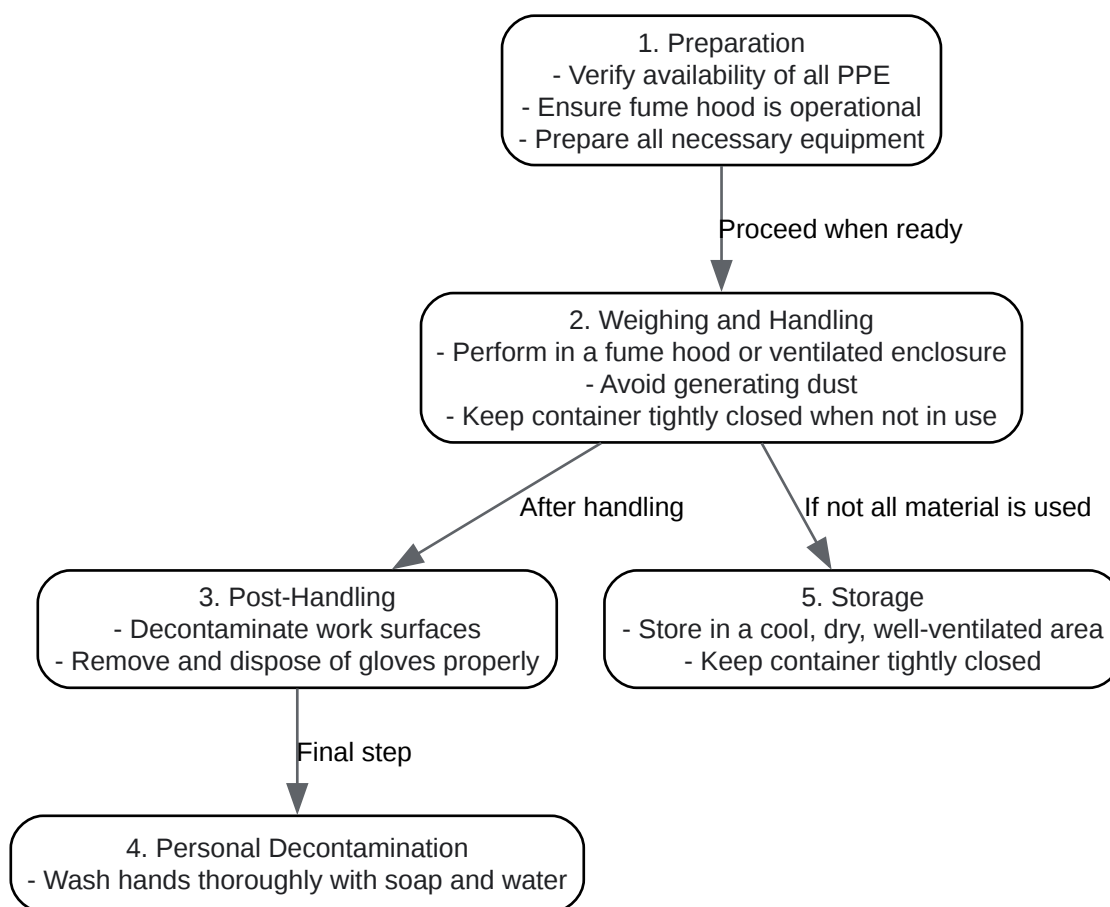 1. Preparation
- Verify availability of all PPE
- Ensure fume hood is operational
- Prepare all necessary equipment
Proceed when ready
2. Weighing and Handling
- Perform in a fume hood or ventilated enclosure
- Avoid generating dust
- Keep container tightly closed when not in use
After handling
If not all material is used
3. Post-Handling
- Decontaminate work surfaces
- Remove and dispose of gloves properly
5. Storage
- Store in a cool, dry, well-ventilated area
- Keep container tightly closed
Final step
4. Personal Decontamination
- Wash hands thoroughly with soap and water